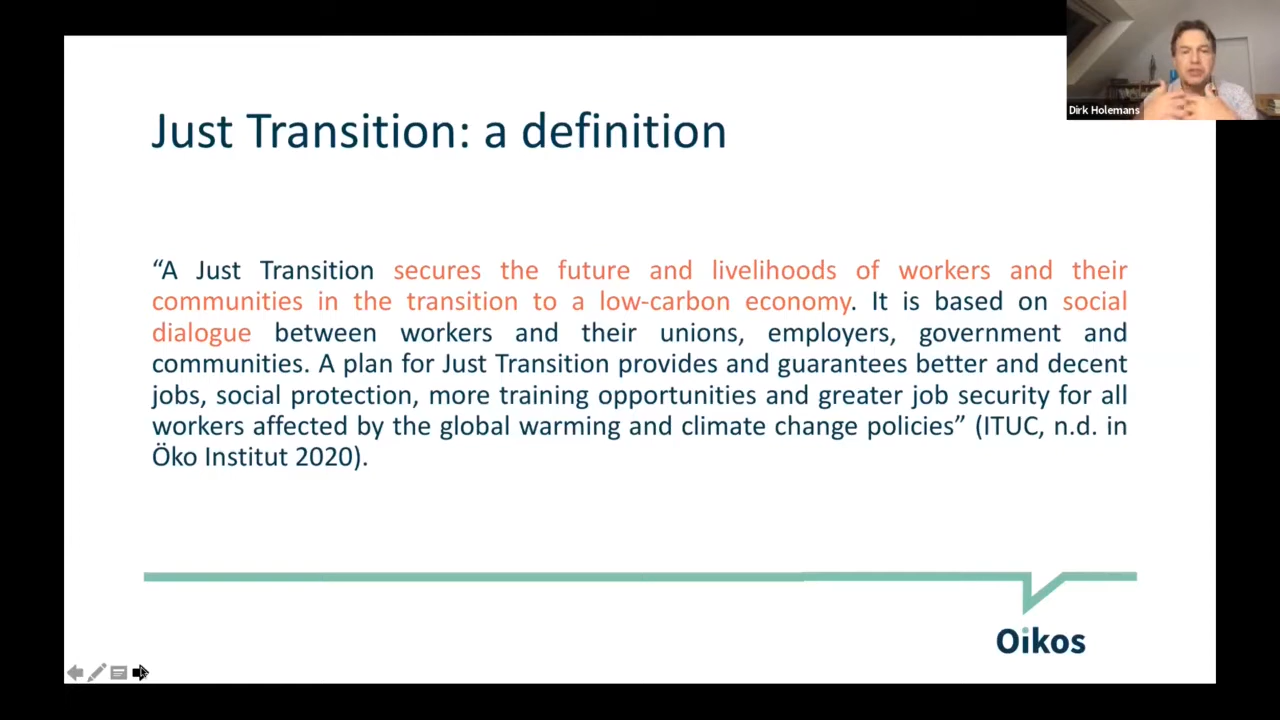 Dirk Holemans
Just Transition: a definition
“A Just Transition secures the future and livelihoods of workers and their
communities in the transition to a low-carbon economy. It is based on social
dialogue between workers and their unions, employers, government and
communities. A plan for Just Transition provides and guarantees better and decent
jobs, social protection, more training opportunities and greater job security for all
workers affected by the global warming and climate change policies” (ITUC, n.d. in
Öko Institut 2020).
Oikos